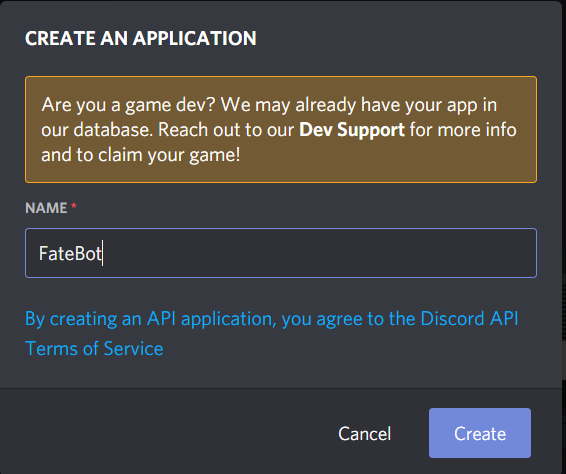 CREATE AN APPLICATION
Are you a game dev? We may already have your app in
our database. Reach out to our Dev Support for more info
and to claim your game!
NAME *
FateBot
By creating an API application, you agree to the Discord API
Terms of Service
Cancel
Create